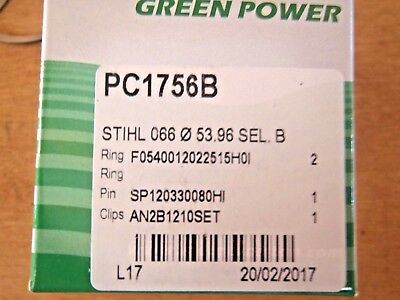 GREEN POWER
PC1756B
STIHL 066 Ø 53.96 SEL. B
Ring F0540012022515H0I 2
Ring
Pin SP120330080HI 1
Clips AN2B1210SET 1
L17 20/02/2017